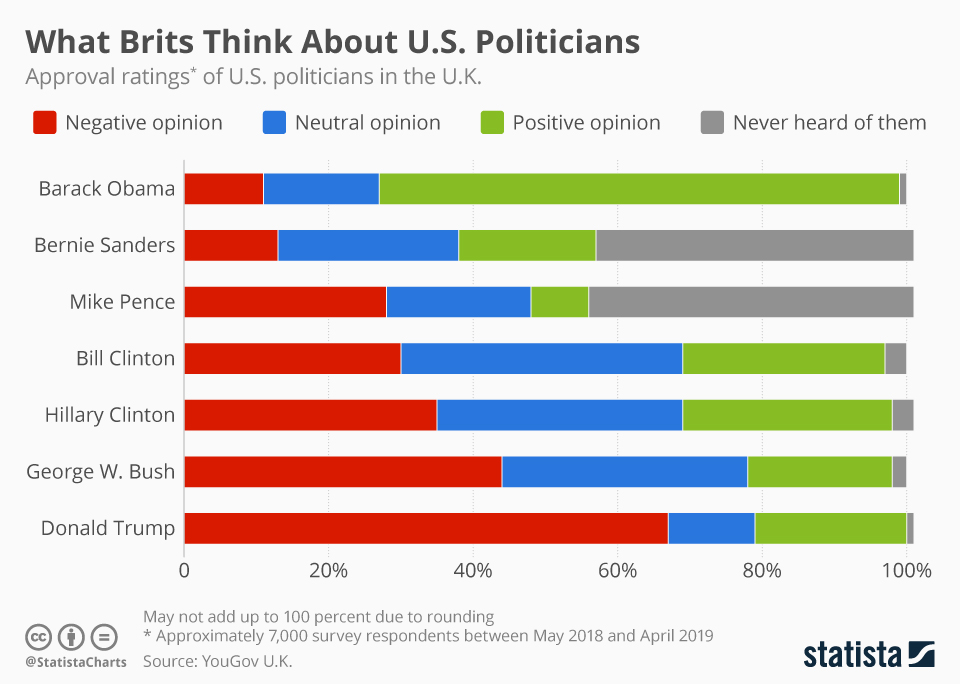 What Brits Think About U.S. Politicians
Approval ratings* of U.S. politicians in the U.K.
Negative opinion Neutral opinion Positive opinion Never heard of them
Barack Obama
Bernie Sanders
Mike Pence
Bill Clinton
Hillary Clinton
George W. Bush
Donald Trump
0 20% 40% 60% 80% 100%
May not add up to 100 percent due to rounding
* Approximately 7,000 survey respondents between May 2018 and April 2019
Source: YouGov U.K.
cc
@StatistaCharts
statista